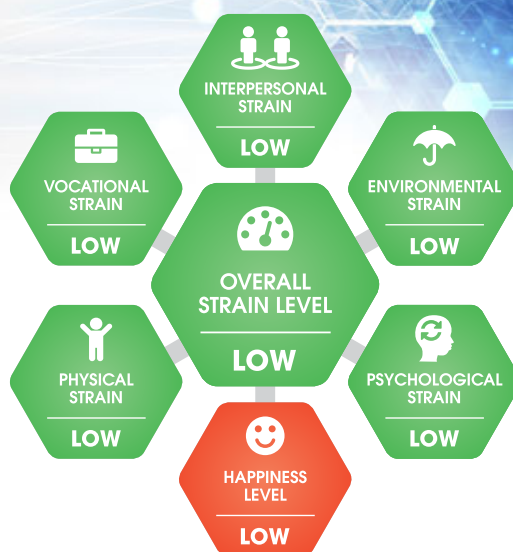 INTERPERSONAL
STRAIN
LOW
VOCATIONAL
STRAIN
LOW
ENVIRONMENTAL
STRAIN
LOW
OVERALL
STRAIN LEVEL
LOW
PHYSICAL
STRAIN
LOW
PSYCHOLOGICAL
STRAIN
LOW
HAPPINESS
LEVEL
LOW